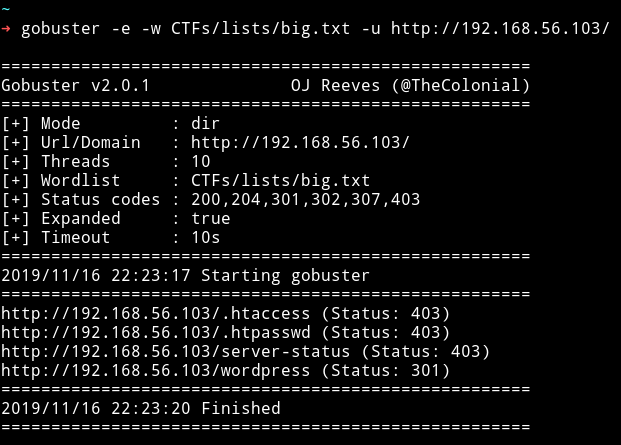 ~
→ gobuster -e -w CTFs/lists/big.txt -u http://192.168.56.103/
=====================================================
Gobuster v2.0.1              OJ Reeves (@TheColonial)
=====================================================
[+] Mode         : dir
[+] Url/Domain   : http://192.168.56.103/
[+] Threads      : 10
[+] Wordlist     : CTFs/lists/big.txt
[+] Status codes : 200,204,301,302,307,403
[+] Expanded     : true
[+] Timeout      : 10s
=====================================================
2019/11/16 22:23:17 Starting gobuster
=====================================================
http://192.168.56.103/.htaccess (Status: 403)
http://192.168.56.103/.htpasswd (Status: 403)
http://192.168.56.103/server-status (Status: 403)
http://192.168.56.103/wordpress (Status: 301)
=====================================================
2019/11/16 22:23:20 Finished
=====================================================